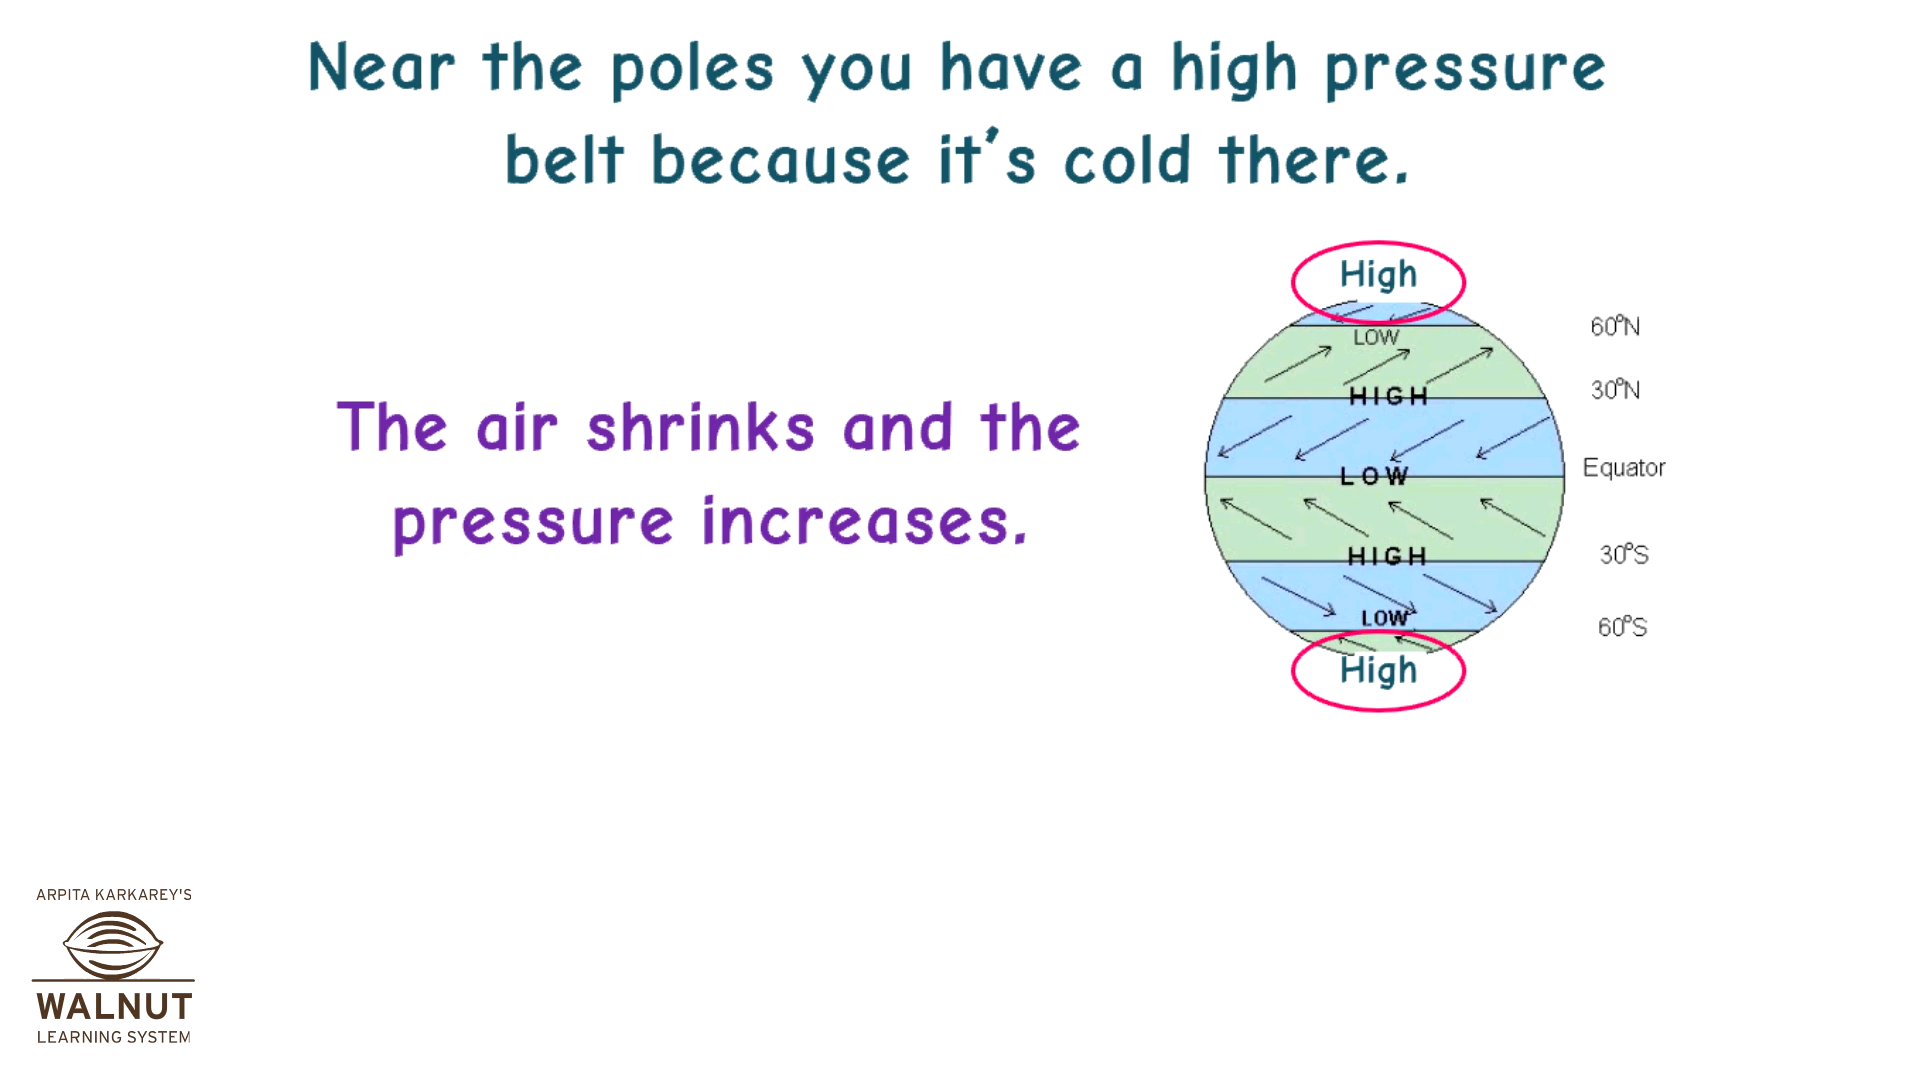 Near the poles you have a high pressure
belt because it's cold there.
The air shrinks and the
pressure increases.
High
60°N
LOW
30°N
HIGH
Equator
LOW
30°S
HIGH
LOW
60°S
High
ARPITA KARKAREY'S
WALNUT
LEARNING SYSTEM